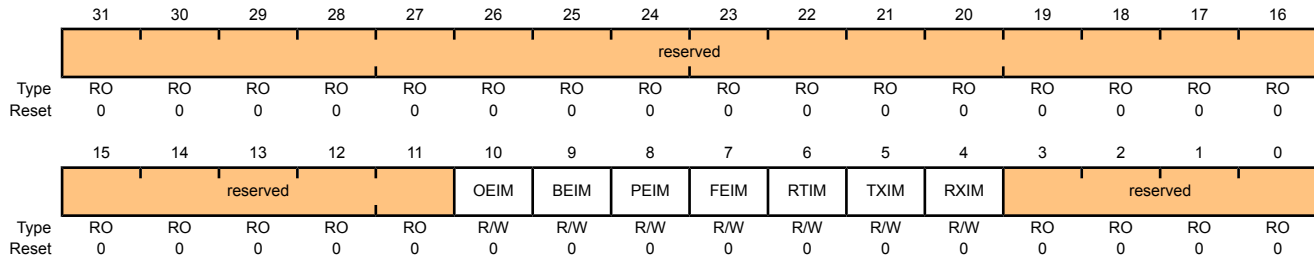 31 30 29 28 27 26 25 24 23 22 21 20 19 18 17 16
reserved
Type RO RO RO RO RO RO RO RO RO RO RO RO RO RO RO RO
Reset 0 0 0 0 0 0 0 0 0 0 0 0 0 0 0 0
15 14 13 12 11 10 9 8 7 6 5 4 3 2 1 0
reserved OEIM BEIM PEIM FEIM RTIM TXIM RXIM reserved
Type RO RO RO RO RO R/W R/W R/W R/W R/W R/W R/W RO RO RO RO
Reset 0 0 0 0 0 0 0 0 0 0 0 0 0 0 0 0